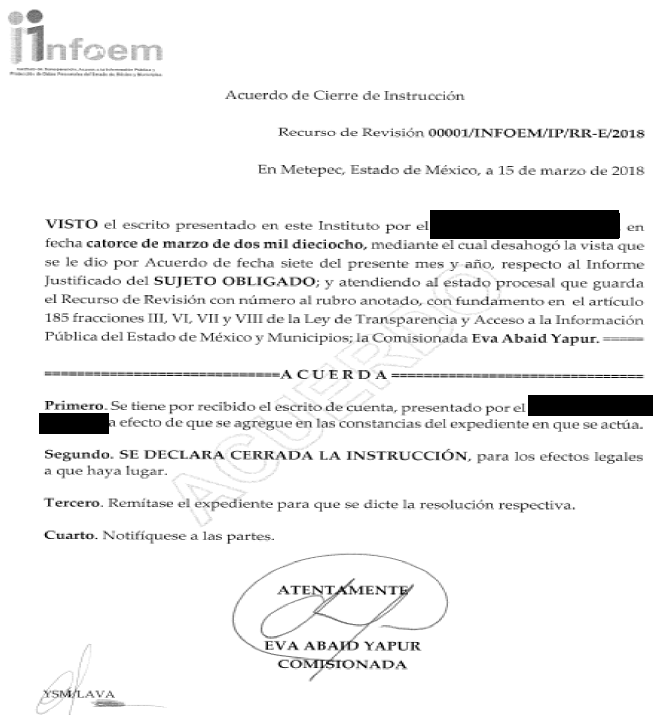 infoem
Instituto de Transparencia, Acceso a la Información Pública y
Protección de Datos Personales del Estado de México y Municipios
Acuerdo de Cierre de Instrucción
Recurso de Revisión 00001/INFOEM/IP/RR-E/2018
En Metepec, Estado de México, a 15 de marzo de 2018
VISTO el escrito presentado en este Instituto por el en
fecha catorce de marzo de dos mil dieciocho, mediante el cual desahogó la vista que
se le dio por Acuerdo de fecha siete del presente mes y año, respecto al Informe
Justificado del SUJETO OBLIGADO; y atendiendo al estado procesal que guarda
el Recurso de Revisión con número al rubro anotado, con fundamento en el artículo
185 fracciones III, VI, VII y VIII de la Ley de Transparencia y Acceso a la Información
Pública del Estado de México y Municipios; la Comisionada Eva Abaid Yapur. =====
============================A C U E R D A ==============================
Primero. Se tiene por recibido el escrito de cuenta, presentado por el
a efecto de que se agregue en las constancias del expediente en que se actúa.
Segundo. SE DECLARA CERRADA LA INSTRUCCIÓN, para los efectos legales
a que haya lugar.
Tercero. Remítase el expediente para que se dicte la resolución respectiva.
Cuarto. Notifíquese a las partes.
ACUERDO
ATENTAMENTE
EVA ABAID YAPUR
COMISIONADA
YSM/LAVA